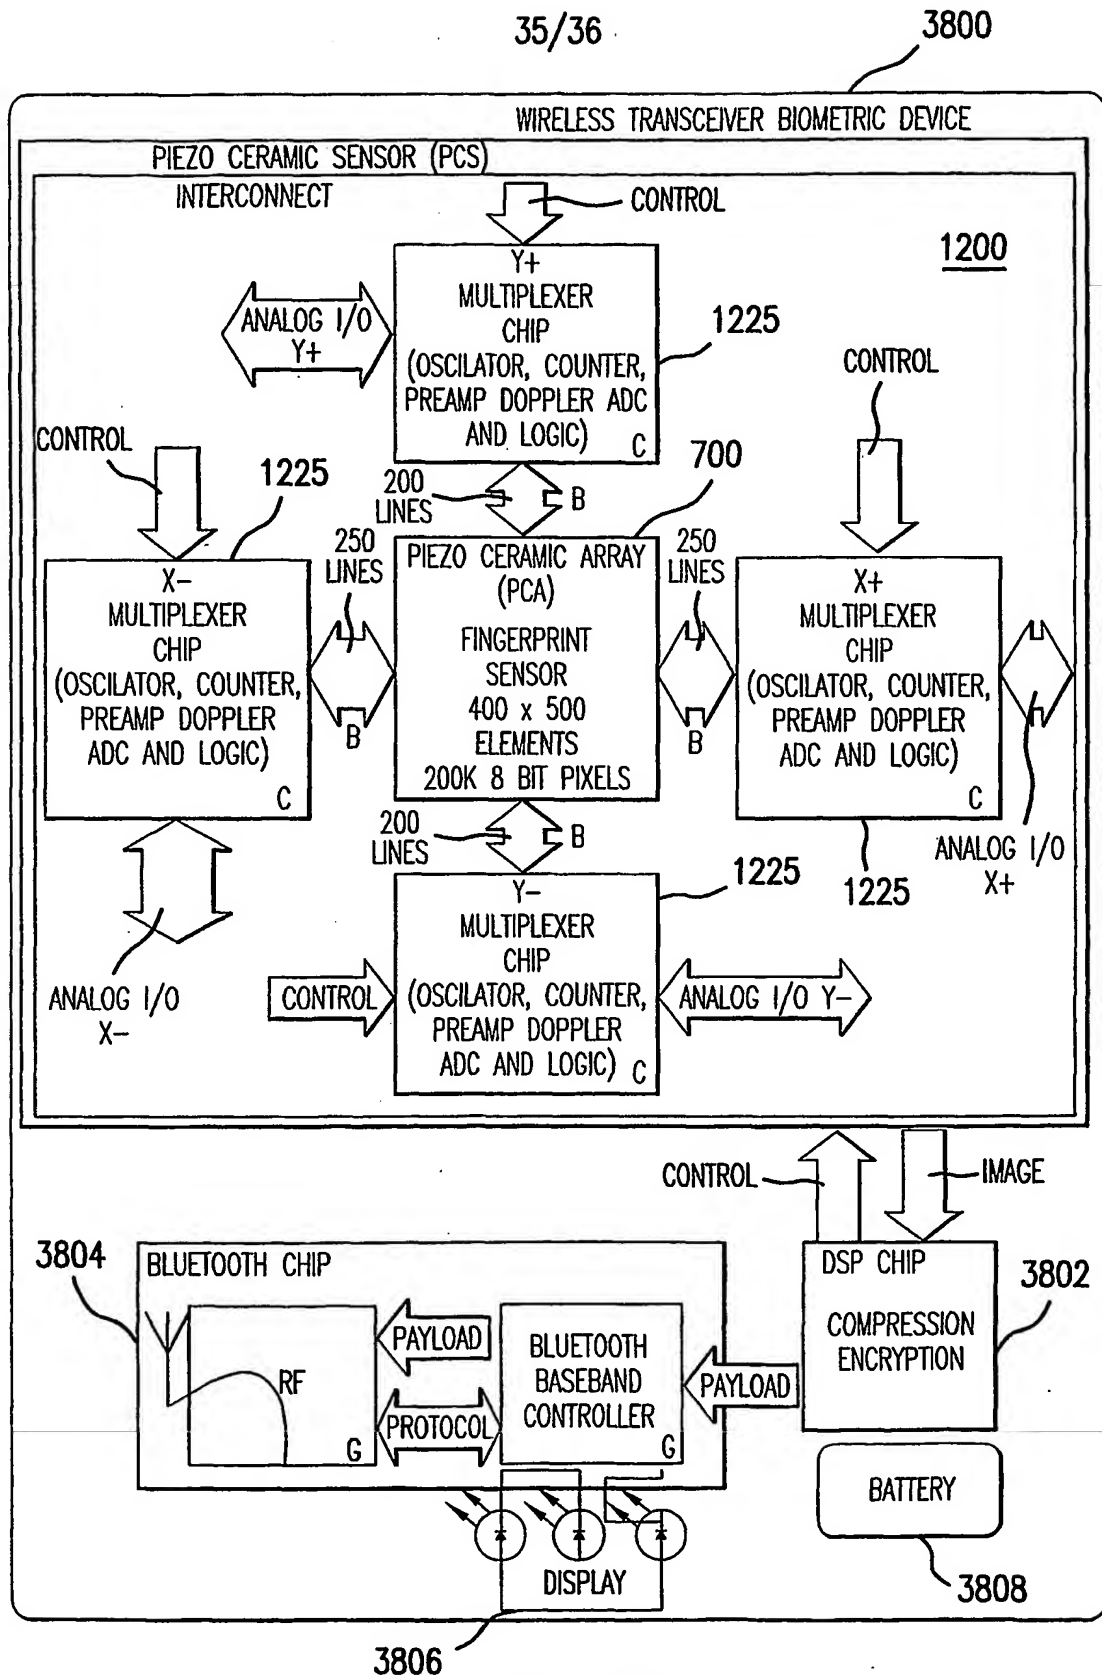 35/36
3800
WIRELESS TRANSCEIVER BIOMETRIC DEVICE
PIEZO CERAMIC SENSOR (PCS)
INTERCONNECT
CONTROL
1200
Y+
MULTIPLEXER
CHIP
(OSCILATOR, COUNTER,
PREAMP DOPPLER ADC
AND LOGIC)
C
ANALOG I/O
Y+
1225
CONTROL
CONTROL
1225
200
LINES
B
700
250
LINES
B
250
LINES
B
X-
MULTIPLEXER
CHIP
(OSCILATOR, COUNTER,
PREAMP DOPPLER
ADC AND LOGIC)
C
PIEZO CERAMIC ARRAY
(PCA)
FINGERPRINT
SENSOR
400 x 500
ELEMENTS
200K 8 BIT PIXELS
X+
MULTIPLEXER
CHIP
(OSCILATOR, COUNTER,
PREAMP DOPPLER
ADC AND LOGIC)
C
200
LINES
B
1225
1225
ANALOG I/O
X+
ANALOG I/O
X-
CONTROL
Y-
MULTIPLEXER
CHIP
(OSCILATOR, COUNTER,
PREAMP DOPPLER
ADC AND LOGIC)
C
ANALOG I/O Y-
CONTROL
IMAGE
3804
BLUETOOTH CHIP
RF
G
PAYLOAD
PROTOCOL
BLUETOOTH
BASEBAND
CONTROLLER
G
PAYLOAD
DSP CHIP
COMPRESSION
ENCRYPTION
3802
BATTERY
3808
DISPLAY
3806